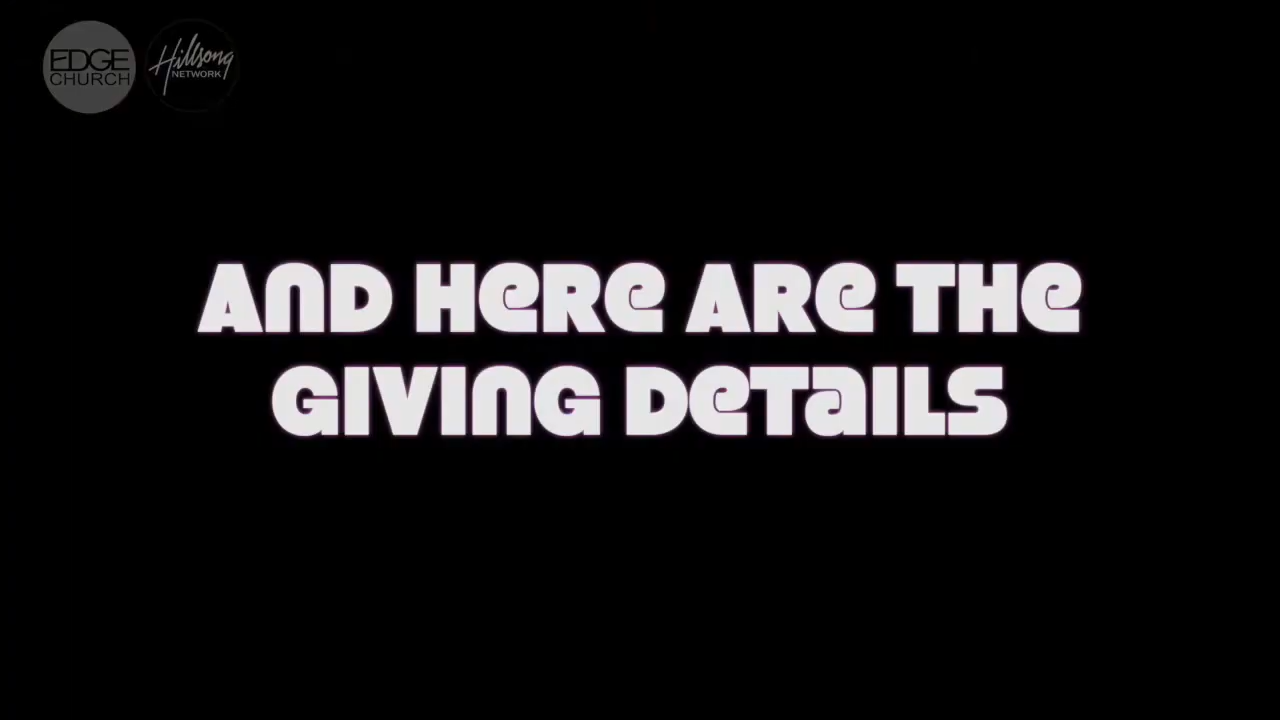 EDGE
CHURCH
Hillsong
NETWORK
AND HERE ARE THE
GIVING DETAILS